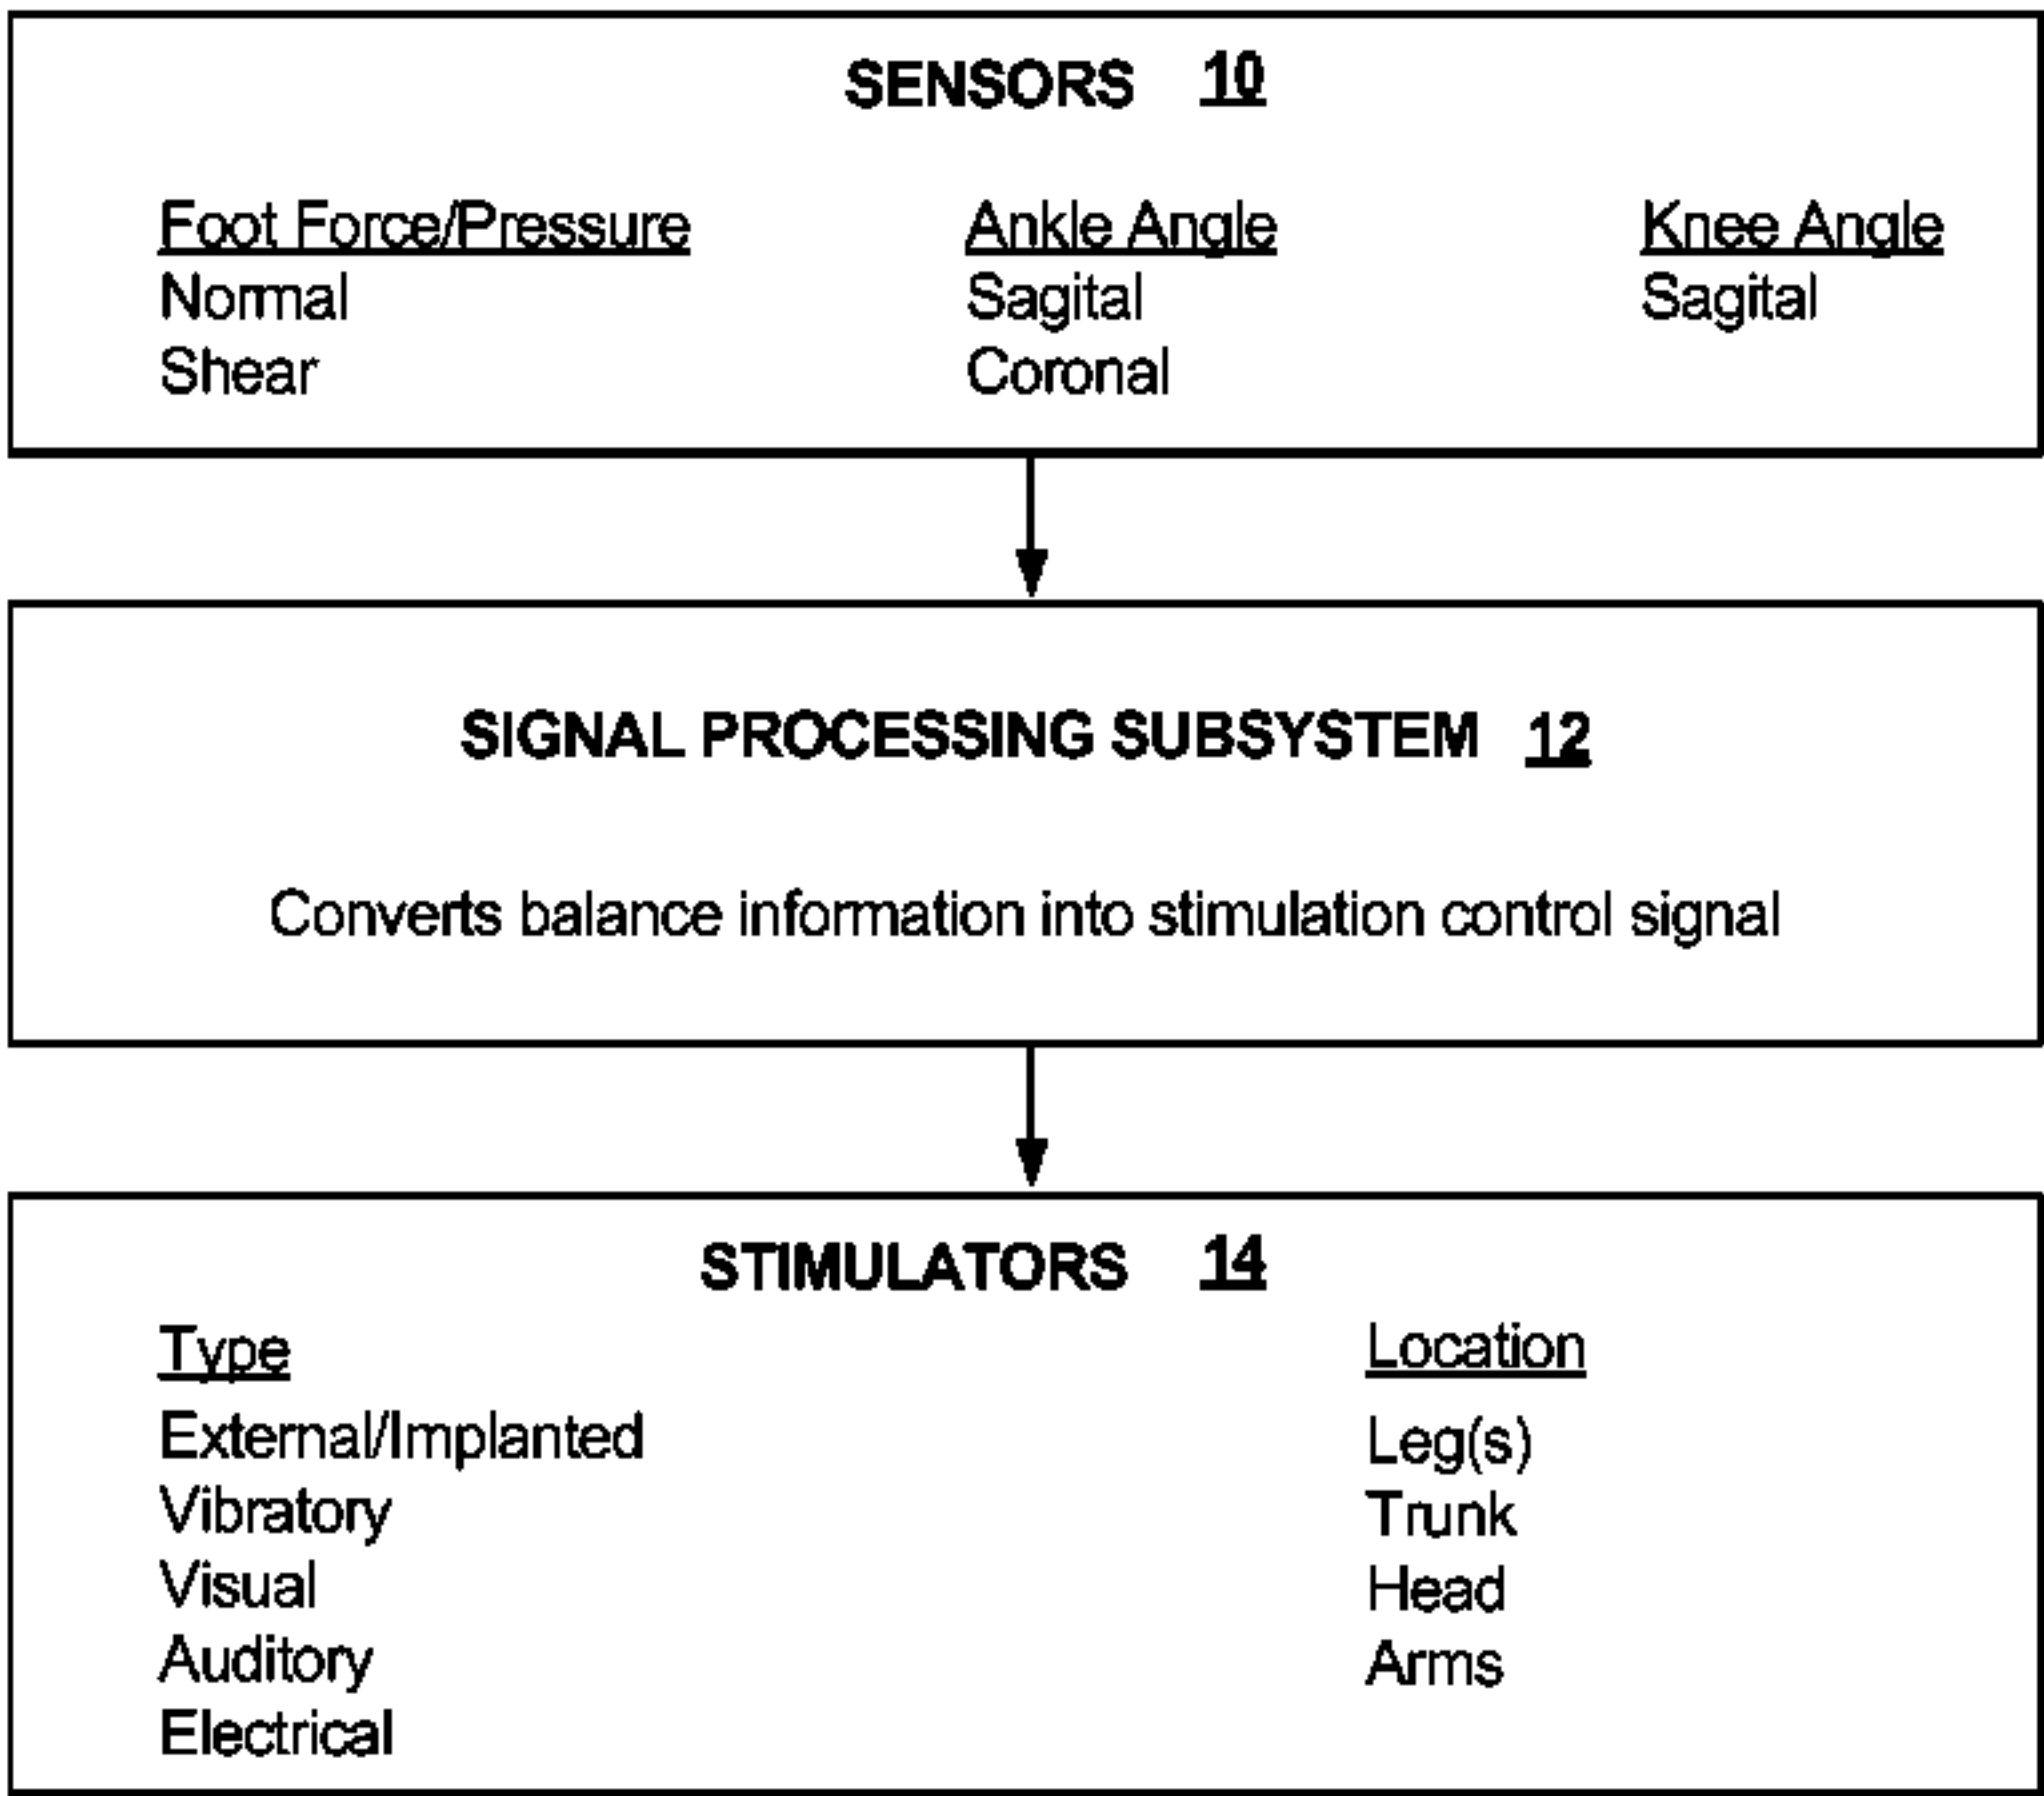 SENSORS 10
Foot Force/Pressure Ankle Angle Knee Angle
Normal Sagital Sagital
Shear Coronal
SIGNAL PROCESSING SUBSYSTEM 12
Converts balance information into stimulation control signal
STIMULATORS 14
Type Location
External/Implanted Leg(s)
Vibratory Trunk
Visual Head
Auditory Arms
Electrical